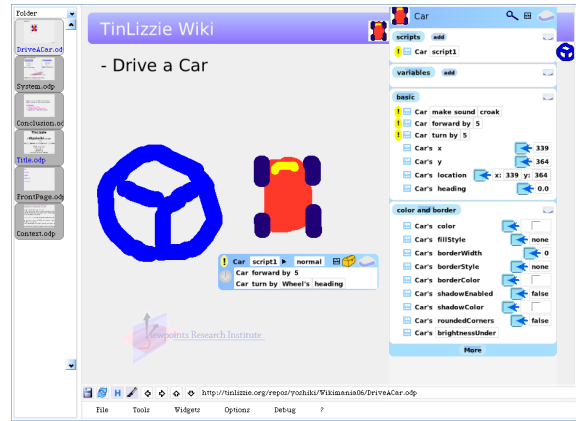 Folder
DriveACar.od
System.odp
Conclusion.od
Title.odp
FrontPage.odp
Context.odp
TinLizzie Wiki
- Drive a Car
! Car script1 normal
Car forward by 5
Car turn by Wheel's heading
Viewpoints Research Institute
Car
scripts add
! Car script1
variables add
basic
! Car make sound croak
! Car forward by 5
! Car turn by 5
Car's x 339
Car's y 364
Car's location x: 339 y: 364
Car's heading 0.0
color and border
Car's color
Car's fillStyle none
Car's borderWidth 0
Car's borderStyle none
Car's borderColor
Car's shadowEnabled false
Car's shadowColor
Car's roundedCorners false
Car's brightnessUnder
More
H http://tinlizzie.org/repos/yoshiki/Wikimania06/DriveACar.odp
File Tools Widgets Options Debug ?